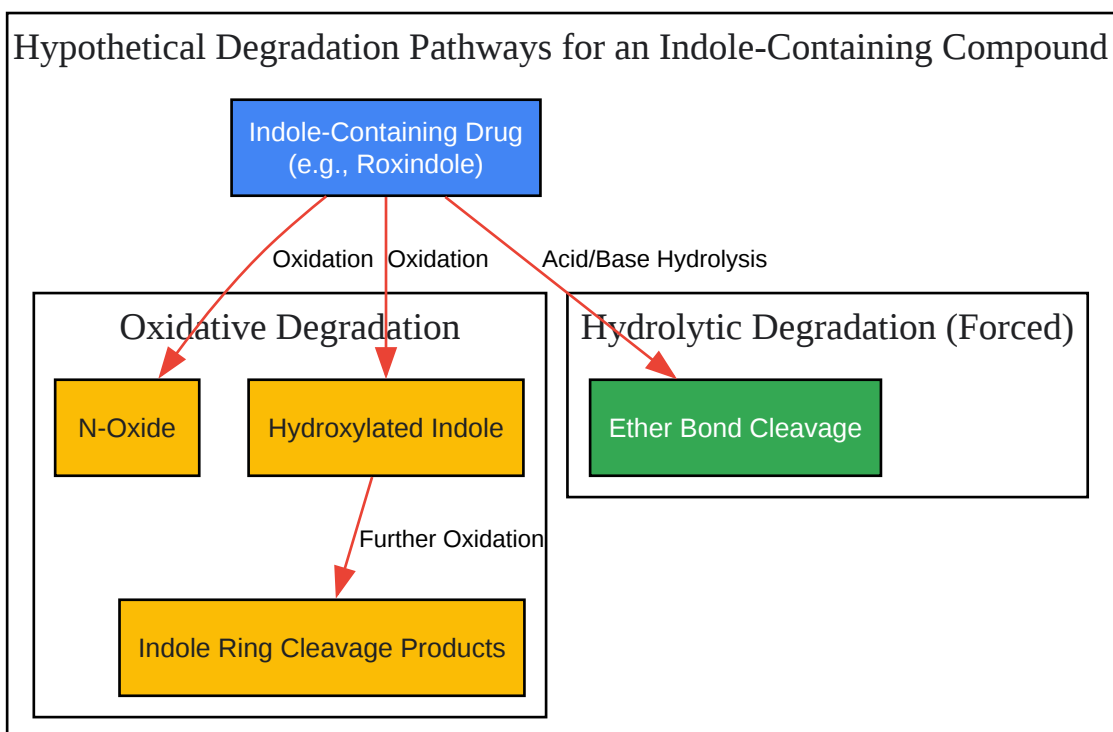 Hypothetical Degradation Pathways for an Indole-Containing Compound
Indole-Containing Drug
(e.g., Roxindole)
Oxidation
Oxidation
Acid/Base Hydrolysis
Oxidative Degradation
Hydrolytic Degradation (Forced)
N-Oxide
Hydroxylated Indole
Ether Bond Cleavage
Further Oxidation
Indole Ring Cleavage Products